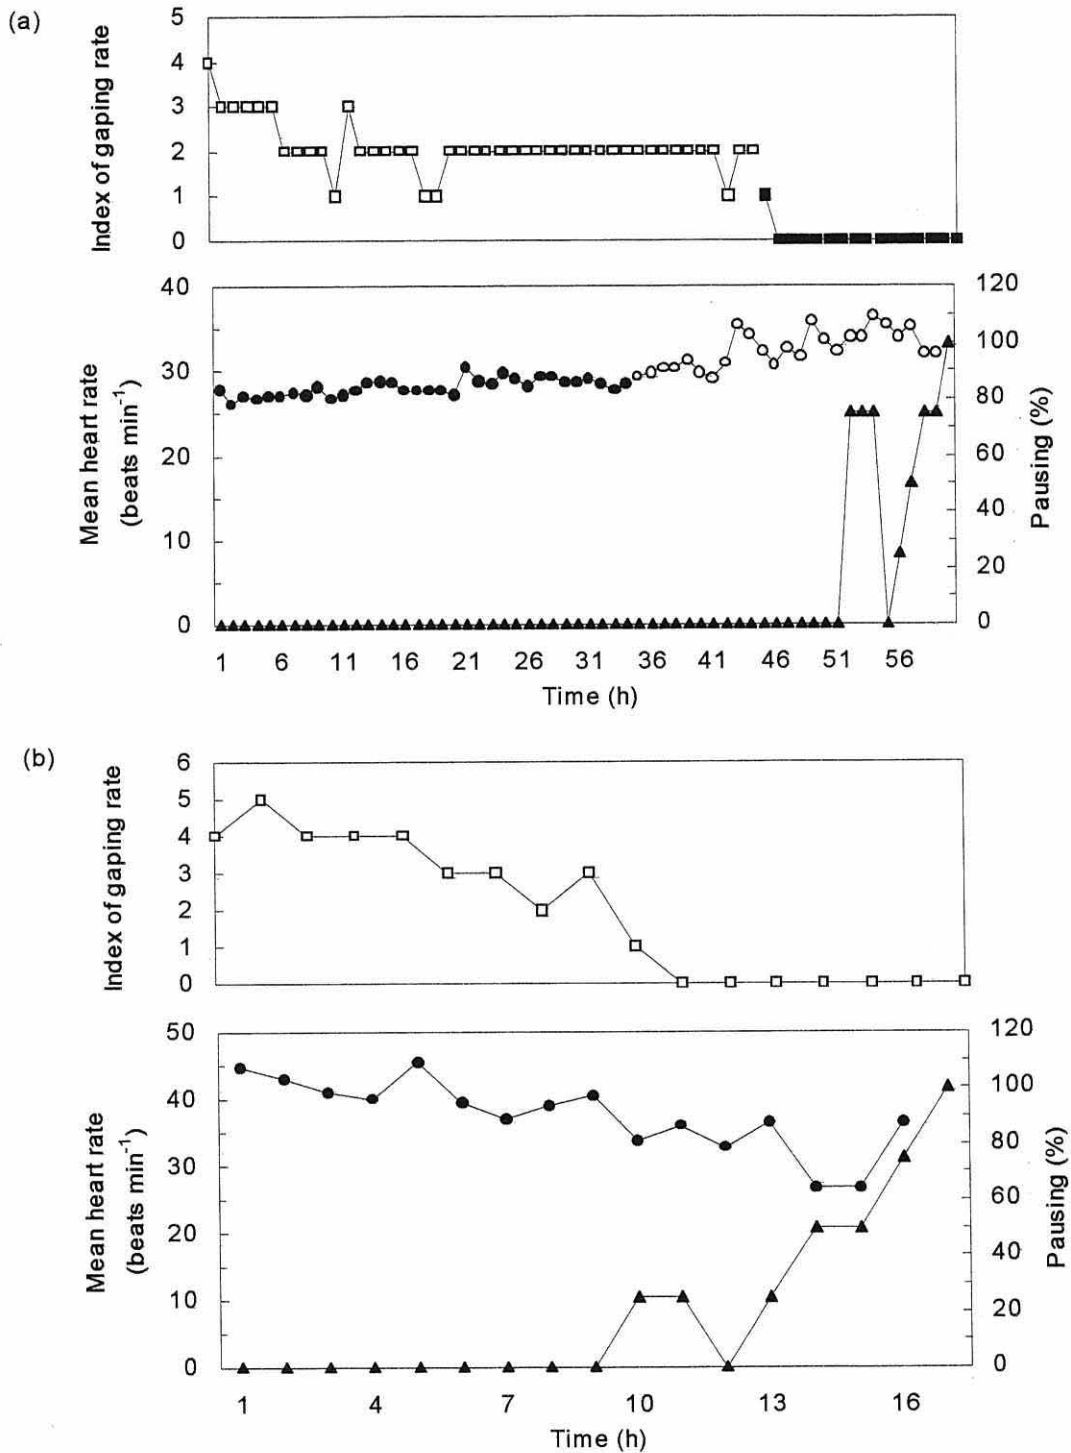 (a)
Index of gaping rate
5
4
3
2
1
0
Mean heart rate
(beats min⁻¹)
40
30
20
10
0
Pausing (%)
120
100
80
60
40
20
0
1 6 11 16 21 26 31 36 41 46 51 56
Time (h)
(b)
Index of gaping rate
6
5
4
3
2
1
0
Mean heart rate
(beats min⁻¹)
50
40
30
20
10
0
Pausing (%)
120
100
80
60
40
20
0
1 4 7 10 13 16
Time (h)